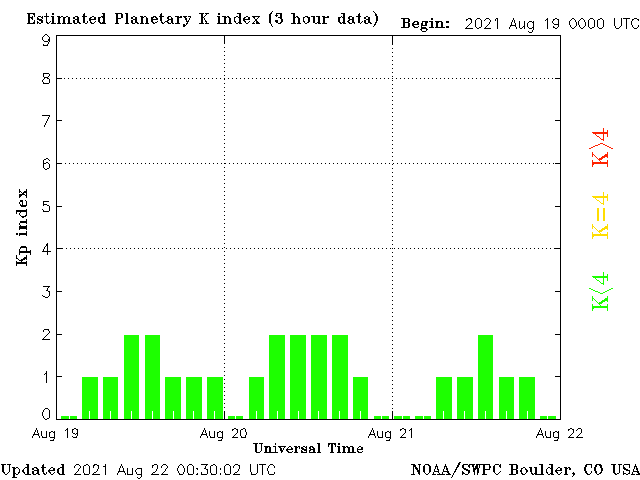 Estimated Planetary K index (3 hour data) Begin: 2021 Aug 19 0000 UTC
9
8
7
6
5
4
3
2
1
0
Kp index
K>4
K=4
K<4
Aug 19 Aug 20 Aug 21 Aug 22
Universal Time
Updated 2021 Aug 22 00:30:02 UTC NOAA/SWPC Boulder, CO USA